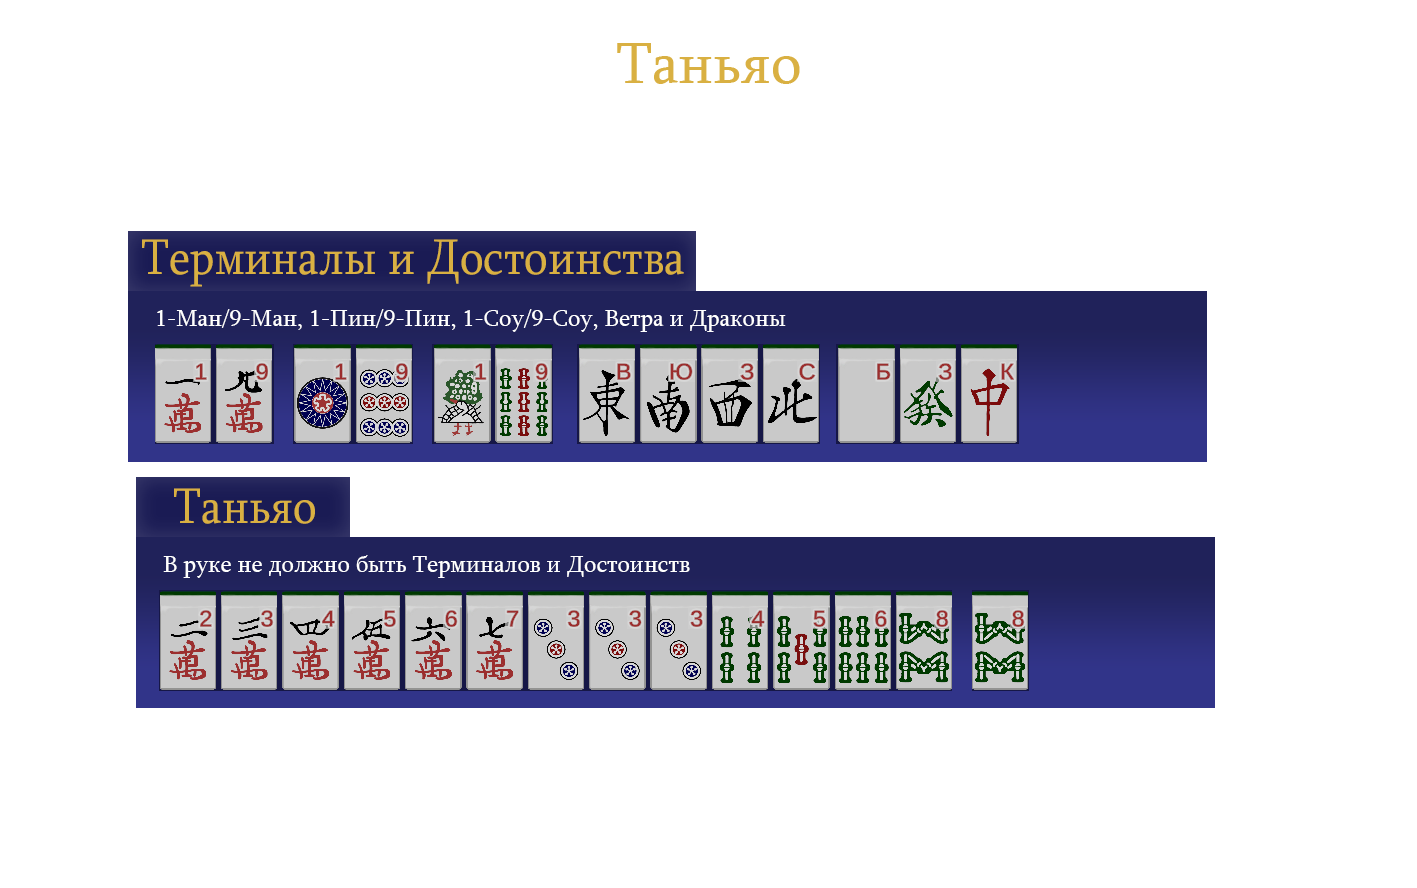 Таньяо
Терминалы и Достоинства
1-Ман/9-Ман, 1-Пин/9-Пин, 1-Соу/9-Соу, Ветра и Драконы
1 9 1 9 1 9 В Ю З С Б З К
一 九 東 南 西 北 發 中
萬 萬
Таньяо
В руке не должно быть Терминалов и Достоинств
2 3 4 5 6 7 3 3 3 4 5 6 8 8
二 三 四 伍 六 七
萬 萬 萬 萬 萬 萬